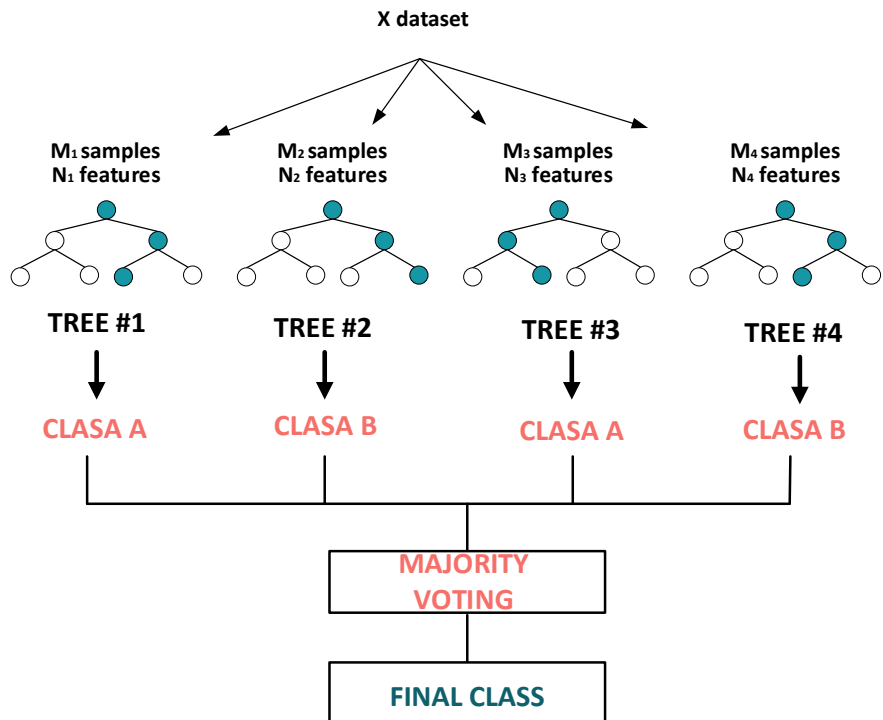 X dataset
M1 samples
N1 features
M2 samples
N2 features
M3 samples
N3 features
M4 samples
N4 features
TREE #1
TREE #2
TREE #3
TREE #4
CLASA A
CLASA B
CLASA A
CLASA B
MAJORITY
VOTING
FINAL CLASS